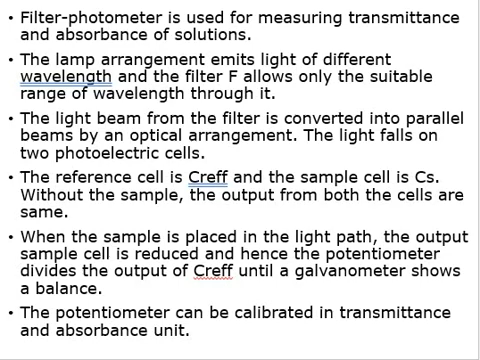 • Filter-photometer is used for measuring transmittance
and absorbance of solutions.
• The lamp arrangement emits light of different
wavelength and the filter F allows only the suitable
range of wavelength through it.
• The light beam from the filter is converted into parallel
beams by an optical arrangement. The light falls on
two photoelectric cells.
• The reference cell is Creff and the sample cell is Cs.
Without the sample, the output from both the cells are
same.
• When the sample is placed in the light path, the output
sample cell is reduced and hence the potentiometer
divides the output of Creff until a galvanometer shows
a balance.
• The potentiometer can be calibrated in transmittance
and absorbance unit.